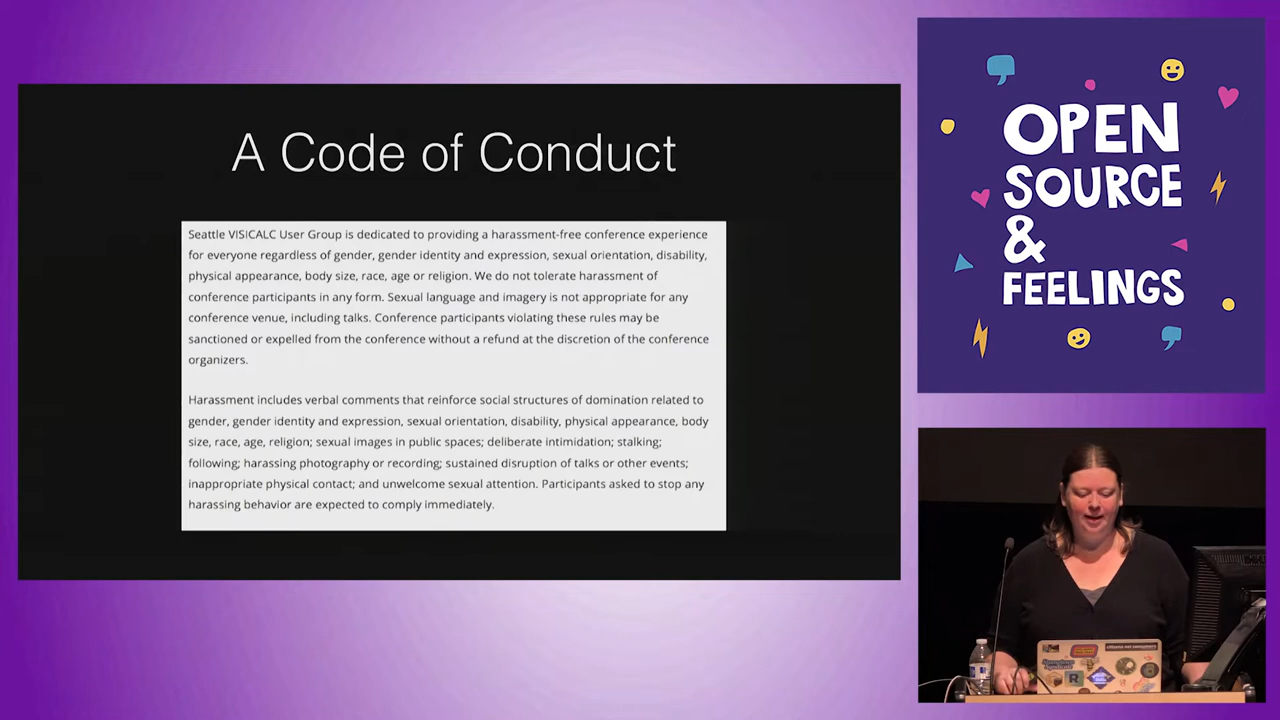 A Code of Conduct
Seattle VISICALC User Group is dedicated to providing a harassment-free conference experience
for everyone regardless of gender, gender identity and expression, sexual orientation, disability,
physical appearance, body size, race, age or religion. We do not tolerate harassment of
conference participants in any form. Sexual language and imagery is not appropriate for any
conference venue, including talks. Conference participants violating these rules may be
sanctioned or expelled from the conference without a refund at the discretion of the conference
organizers.
Harassment includes verbal comments that reinforce social structures of domination related to
gender, gender identity and expression, sexual orientation, disability, physical appearance, body
size, race, age, religion; sexual images in public spaces; deliberate intimidation; stalking;
following; harassing photography or recording; sustained disruption of talks or other events;
inappropriate physical contact; and unwelcome sexual attention. Participants asked to stop any
harassing behavior are expected to comply immediately.
OPEN
SOURCE
&
FEELINGS